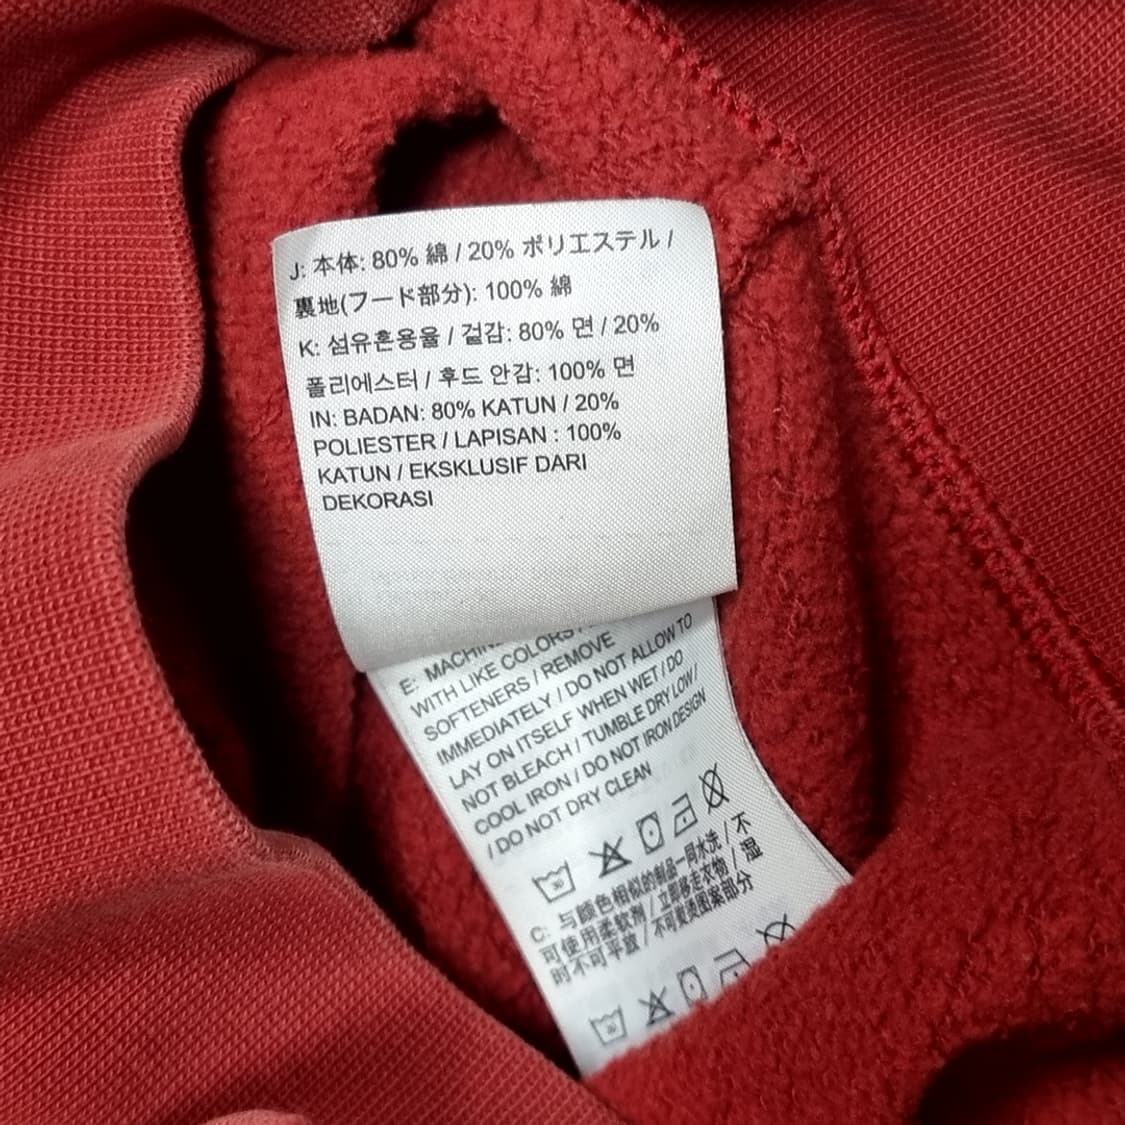 J: 本体: 80% 綿 / 20% ポリエステル /
裏地(フード部分): 100% 綿
K: 섬유혼용율 / 겉감: 80% 면 / 20%
폴리에스터 / 후드 안감: 100% 면
IN: BADAN: 80% KATUN / 20%
POLIESTER / LAPISAN : 100%
KATUN / EKSKLUSIF DARI
DEKORASI
E:
WITH LIKE COLORS /
SOFTENERS / REMOVE
IMMEDIATELY / DO NOT ALLOW TO
LAY ON ITSELF WHEN WET / DO
NOT BLEACH / TUMBLE DRY LOW /
COOL IRON / DO NOT IRON DESIGN
/ DO NOT DRY CLEAN
30
C: 与颜色相似的制品一同水洗 / 不
可使用柔软剂 / 立即移走衣物 / 湿
时不可平放 / 不可熨烫图案部分
30